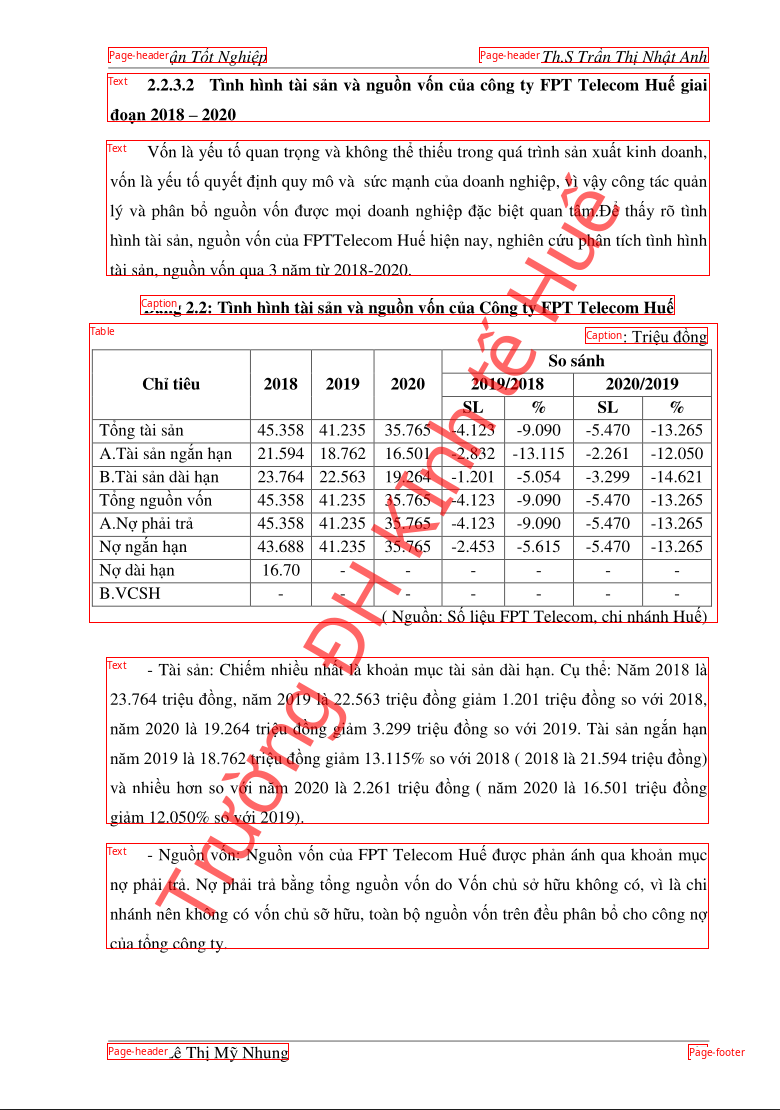 Page-header ận Tốt Nghiệp Page-header Th.S Trần Thị Nhật Anh
Text 2.2.3.2 Tình hình tài sản và nguồn vốn của công ty FPT Telecom Huế giai
đoạn 2018 – 2020
Text Vốn là yếu tố quan trọng và không thể thiếu trong quá trình sản xuất kinh doanh,
vốn là yếu tố quyết định quy mô và sức mạnh của doanh nghiệp, vì vậy công tác quản
lý và phân bổ nguồn vốn được mọi doanh nghiệp đặc biệt quan tâm.Để thấy rõ tình
hình tài sản, nguồn vốn của FPTTelecom Huế hiện nay, nghiên cứu phân tích tình hình
tài sản, nguồn vốn qua 3 năm từ 2018-2020.
Caption 2.2: Tình hình tài sản và nguồn vốn của Công ty FPT Telecom Huế
Table Caption : Triệu đồng
Chỉ tiêu 2018 2019 2020 So sánh
2019/2018 2020/2019
SL % SL %
Tổng tài sản 45.358 41.235 35.765 -4.123 -9.090 -5.470 -13.265
A.Tài sản ngắn hạn 21.594 18.762 16.501 -2.832 -13.115 -2.261 -12.050
B.Tài sản dài hạn 23.764 22.563 19.264 -1.201 -5.054 -3.299 -14.621
Tổng nguồn vốn 45.358 41.235 35.765 -4.123 -9.090 -5.470 -13.265
A.Nợ phải trả 45.358 41.235 35.765 -4.123 -9.090 -5.470 -13.265
Nợ ngắn hạn 43.688 41.235 35.765 -2.453 -5.615 -5.470 -13.265
Nợ dài hạn 16.70 - - - - - -
B.VCSH - - - - - - -
( Nguồn: Số liệu FPT Telecom, chi nhánh Huế)
Text - Tài sản: Chiếm nhiều nhất là khoản mục tài sản dài hạn. Cụ thể: Năm 2018 là
23.764 triệu đồng, năm 2019 là 22.563 triệu đồng giảm 1.201 triệu đồng so với 2018,
năm 2020 là 19.264 triệu đồng giảm 3.299 triệu đồng so với 2019. Tài sản ngắn hạn
năm 2019 là 18.762 triệu đồng giảm 13.115% so với 2018 ( 2018 là 21.594 triệu đồng)
và nhiều hơn so với năm 2020 là 2.261 triệu đồng ( năm 2020 là 16.501 triệu đồng
giảm 12.050% so với 2019).
Text - Nguồn vốn: Nguồn vốn của FPT Telecom Huế được phản ánh qua khoản mục
nợ phải trả. Nợ phải trả bằng tổng nguồn vốn do Vốn chủ sở hữu không có, vì là chi
nhánh nên không có vốn chủ sỡ hữu, toàn bộ nguồn vốn trên đều phân bổ cho công nợ
của tổng công ty.
Trường ĐH Kinh tế Huế
Page-header Lê Thị Mỹ Nhung Page-footer